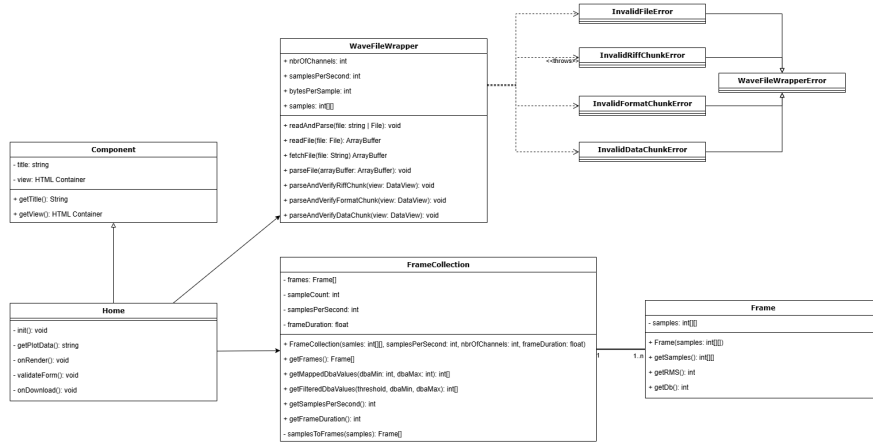 InvalidFileError
WaveFileWrapper
+ nbrOfChannels: int
+ samplesPerSecond: int
+ bytesPerSample: int
+ samples: int[][]
+ readAndParse(file: string | File): void
+ readFile(file: File): ArrayBuffer
+ fetchFile(file: String) ArrayBuffer
+ parseFile(arrayBuffer: ArrayBuffer): void
+ parseAndVerifyRiffChunk(view: DataView): void
+ parseAndVerifyFormatChunk(view: DataView): void
+ parseAndVerifyDataChunk(view: DataView): void
InvalidRiffChunkError
<<throws>>
WaveFileWrapperError
InvalidFormatChunkError
InvalidDataChunkError
Component
- title: string
- view: HTML Container
+ getTitle(): String
+ getView(): HTML Container
Home
- init(): void
- getPlotData(): string
- onRender(): void
- validateForm(): void
- onDownload(): void
FrameCollection
- frames: Frame[]
- sampleCount: int
- samplesPerSecond: int
- frameDuration: float
+ FrameCollection(samles: int[][], samplesPerSecond: int, nbrOfChannels: int, frameDuration: float)
+ getFrames(): Frame[]
+ getMappedDbaValues(dbaMin: int, dbaMax: int): int[]
+ getFilteredDbaValues(threshold, dbaMin, dbaMax): int[]
+ getSamplesPerSecond(): int
+ getFrameDuration(): int
- samplesToFrames(samples): Frame[]
1
1..n
Frame
- samples: int[][]
+ Frame(samples: int[][])
+ getSamples(): int[][]
+ getRMS(): int
+ getDb(): int